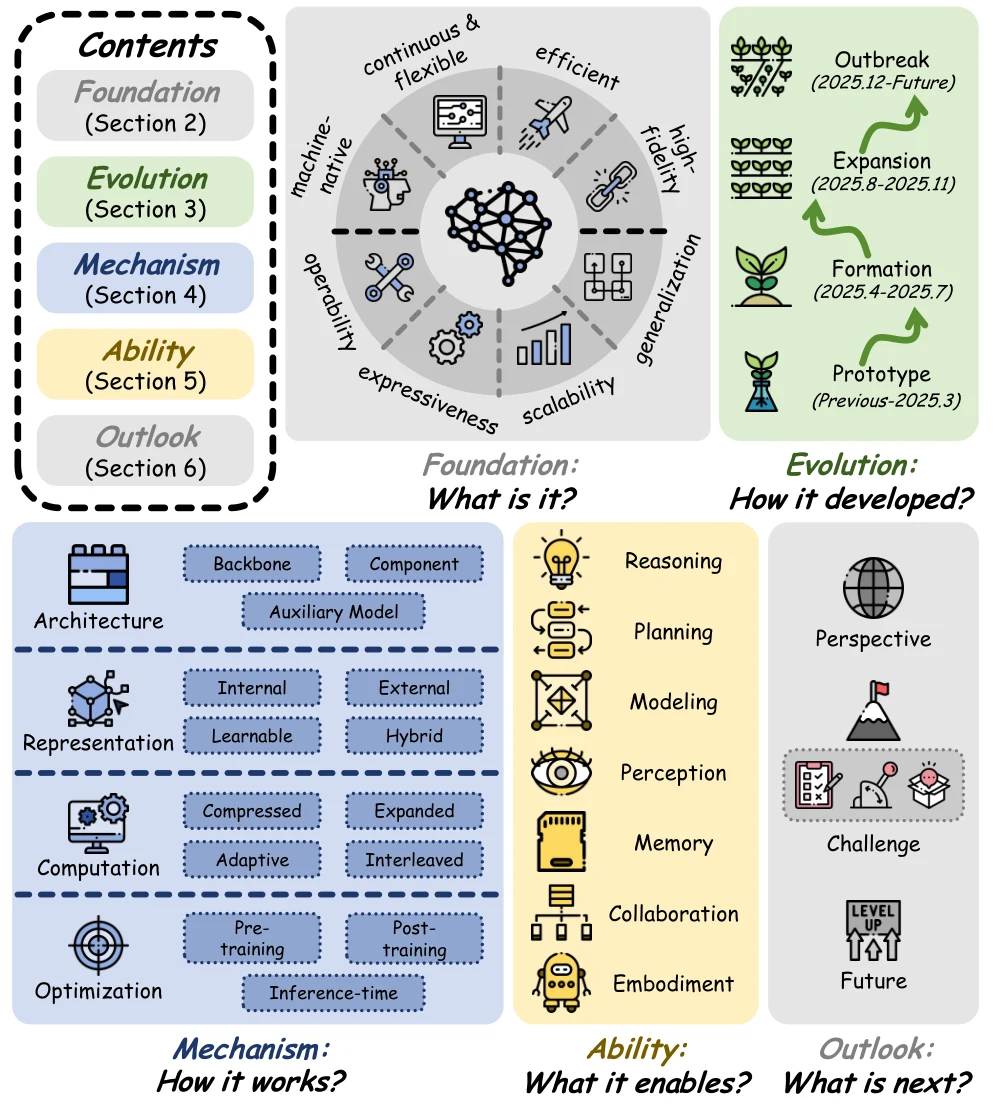 Contents
Foundation
(Section 2)
Evolution
(Section 3)
Mechanism
(Section 4)
Ability
(Section 5)
Outlook
(Section 6)
continuous &
flexible
efficient
high-
fidelity
generalization
scalability
expressiveness
operability
machine-
native
Foundation:
What is it?
Outbreak
(2025.12-Future)
Expansion
(2025.8-2025.11)
Formation
(2025.4-2025.7)
Prototype
(Previous-2025.3)
Evolution:
How it developed?
Architecture
Backbone
Component
Auxiliary Model
Representation
Internal
External
Learnable
Hybrid
Computation
Compressed
Expanded
Adaptive
Interleaved
Optimization
Pre-
training
Post-
training
Inference-time
Mechanism:
How it works?
Reasoning
Planning
Modeling
Perception
Memory
Collaboration
Embodiment
Ability:
What it enables?
Perspective
Challenge
LEVEL
UP
Future
Outlook:
What is next?